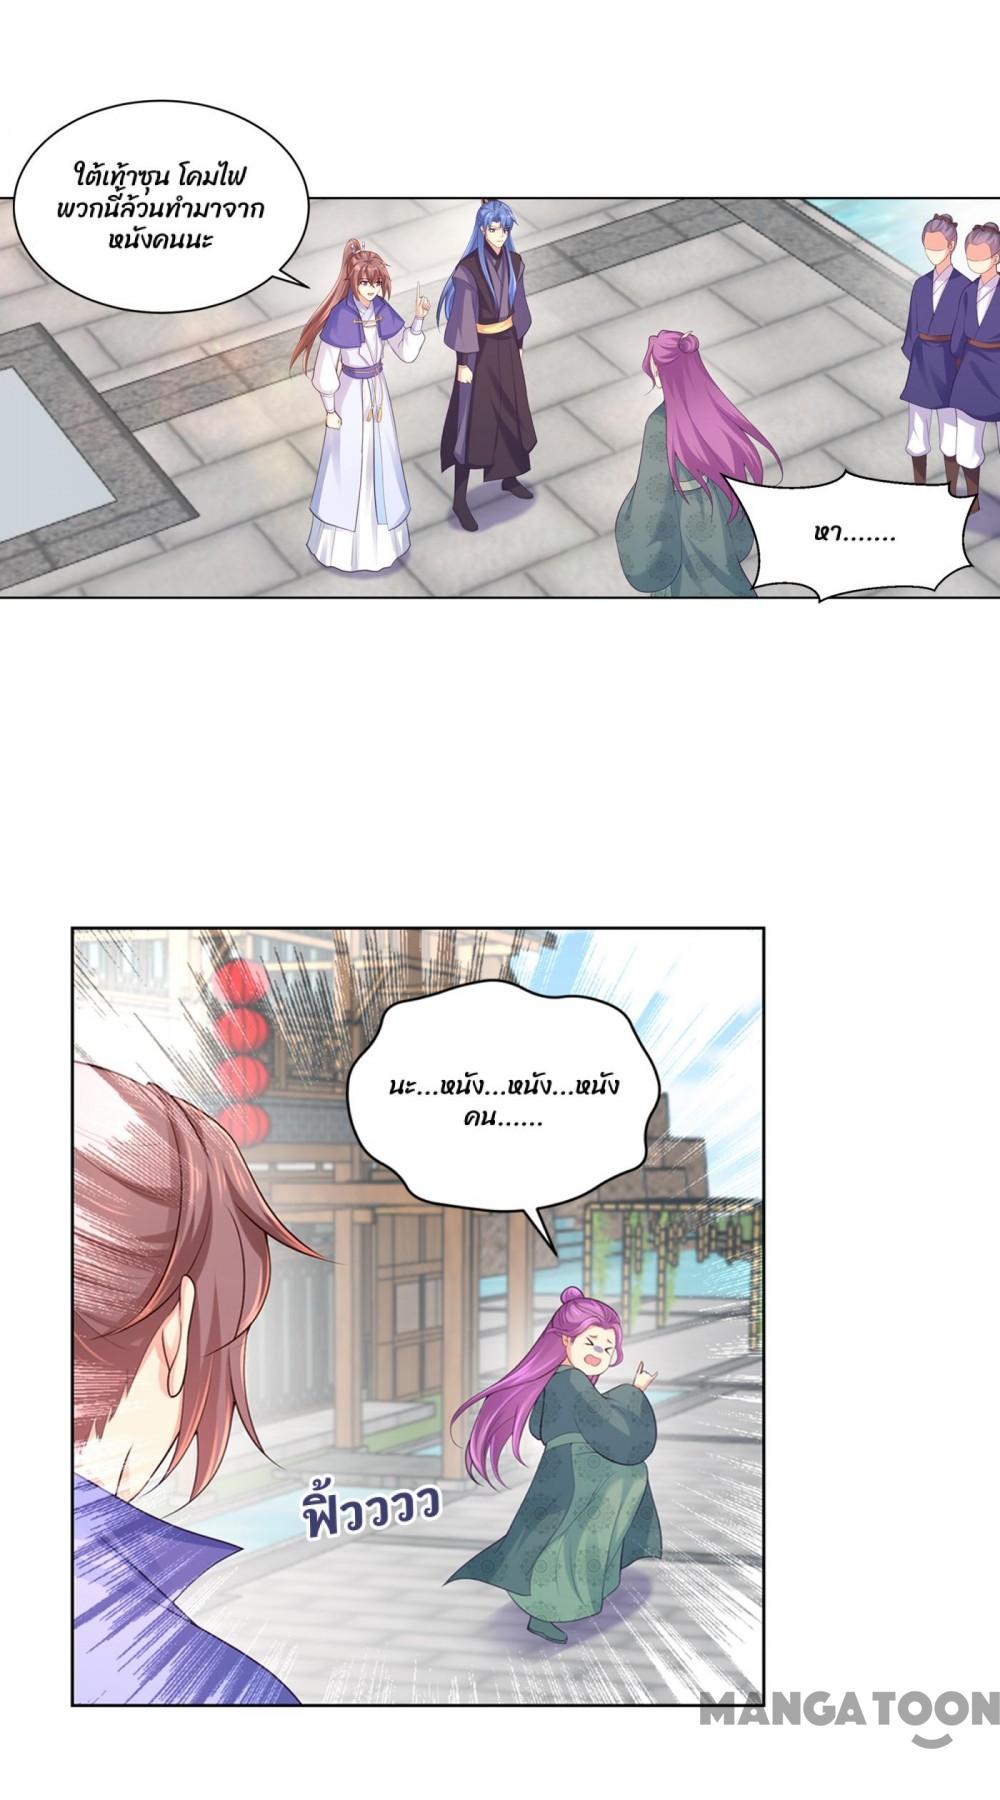 ใต้เท้าซุน โคมไฟ
พวกนี้ล้วนทำมาจาก
หนังคนนะ
หา.......
นะ...หนัง...หนัง...หนัง
คน......
ฟิ้วววว
MANGATOON